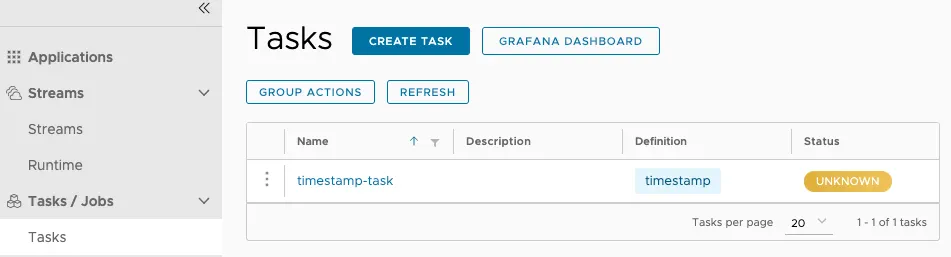 Applications
Streams
Streams
Runtime
Tasks / Jobs
Tasks
Tasks CREATE TASK GRAFANA DASHBOARD
GROUP ACTIONS REFRESH
Name Description Definition Status
timestamp-task timestamp UNKNOWN
Tasks per page 20 1 - 1 of 1 tasks